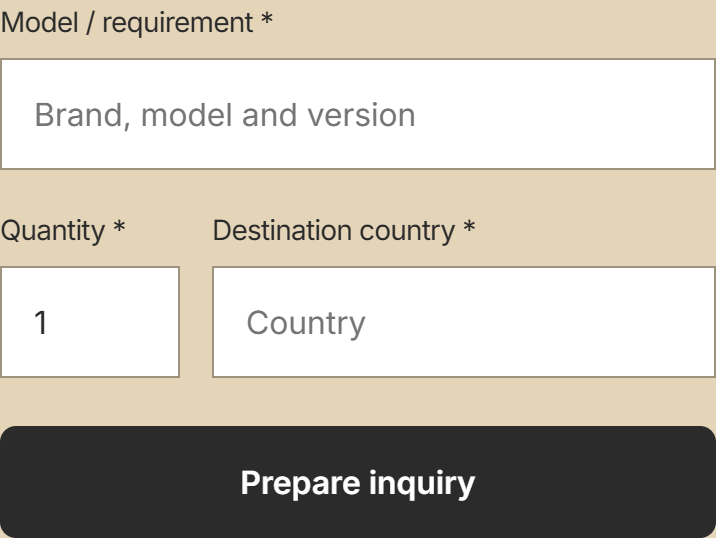 Model / requirement *
Brand, model and version
Quantity * Destination country *
1 Country
Prepare inquiry